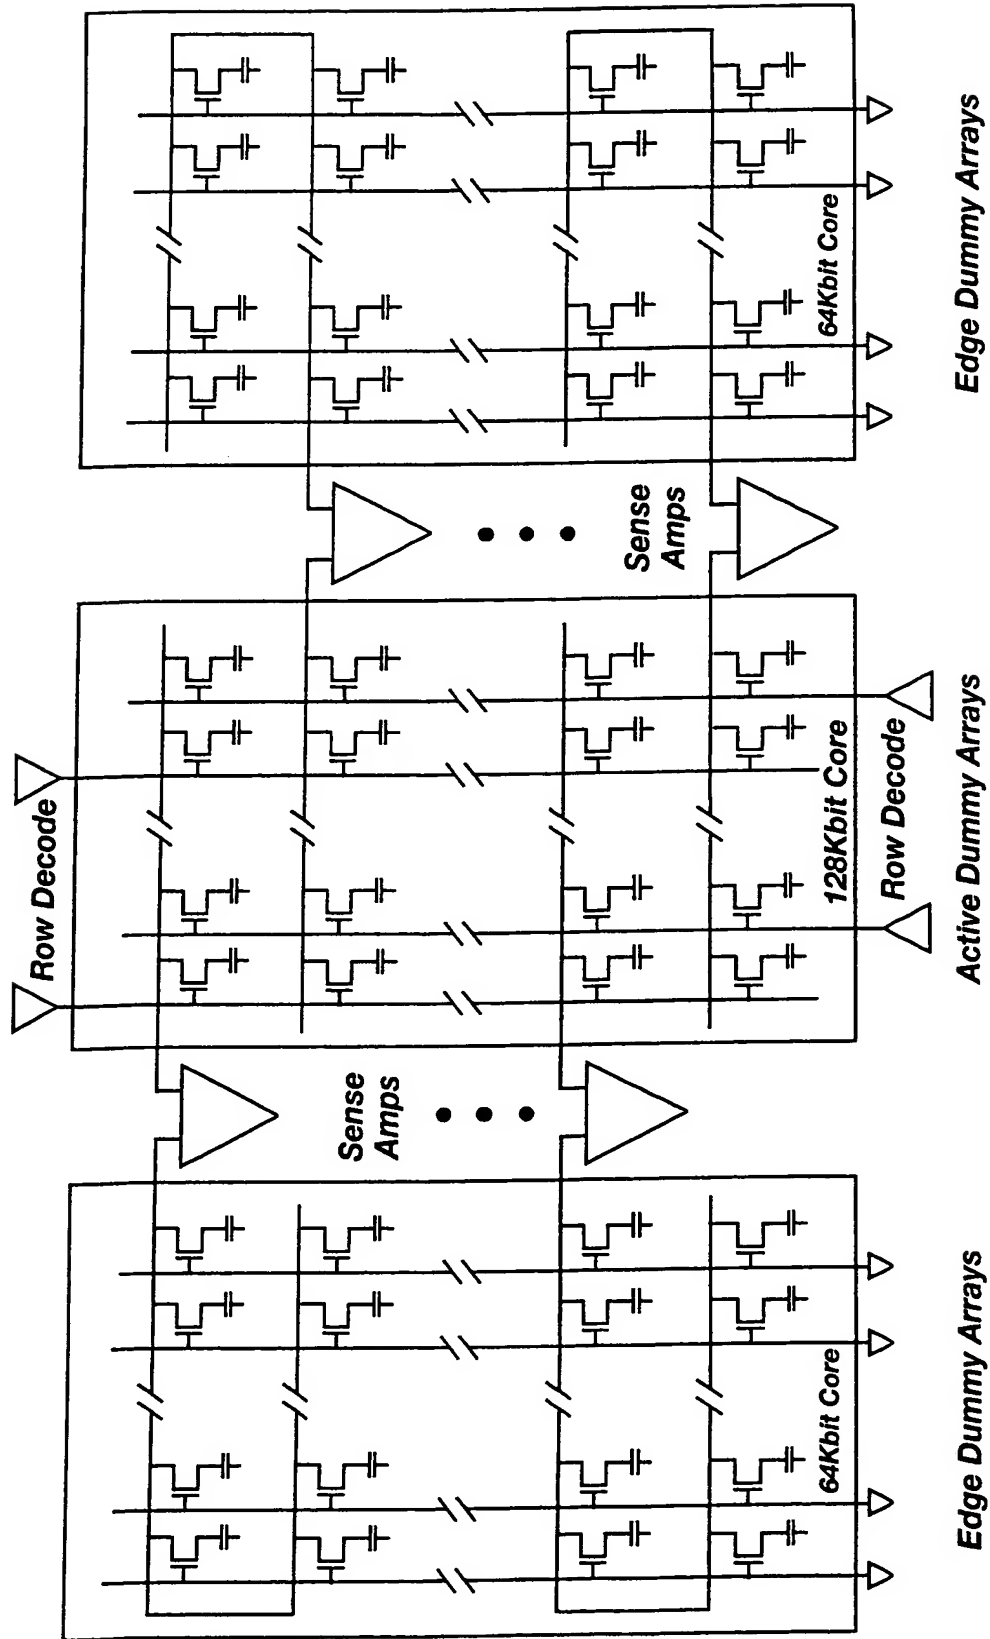 Row Decode
Sense
Amps
Sense
Amps
64Kbit Core
128Kbit Core
64Kbit Core
Row Decode
Edge Dummy Arrays
Active Dummy Arrays
Edge Dummy Arrays